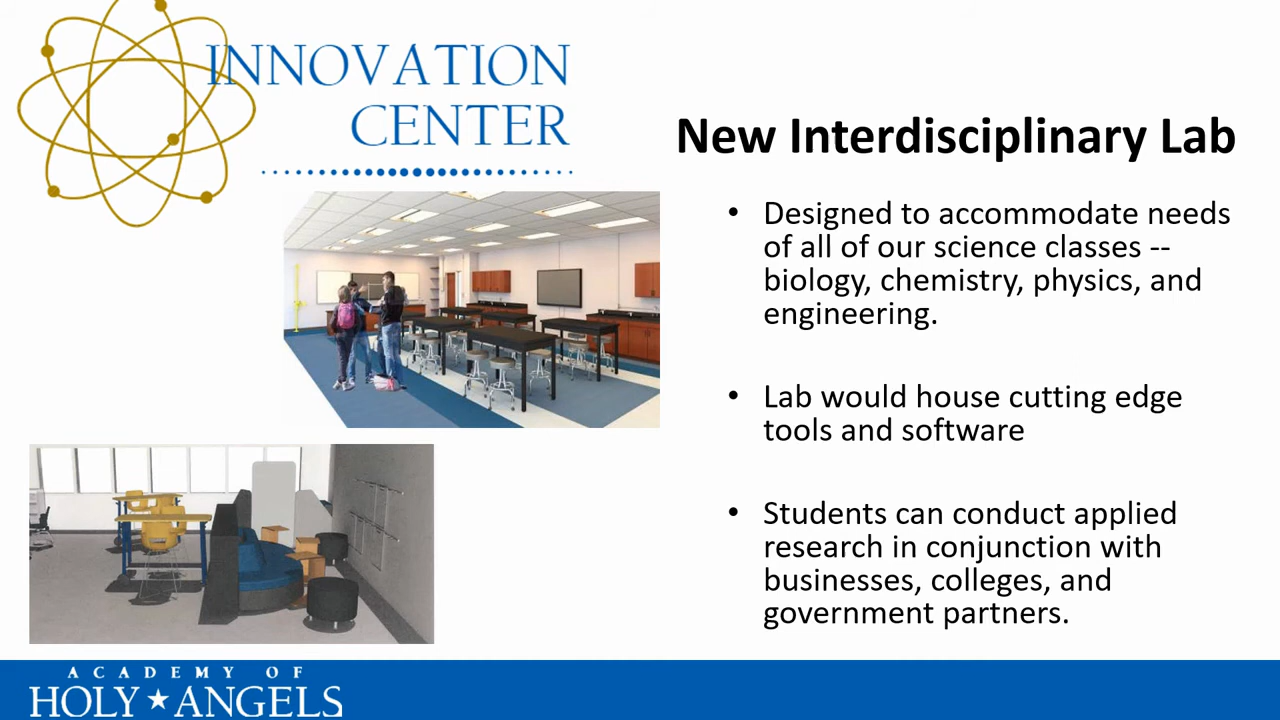 INNOVATION
CENTER
New Interdisciplinary Lab
• Designed to accommodate needs
of all of our science classes --
biology, chemistry, physics, and
engineering.
• Lab would house cutting edge
tools and software
• Students can conduct applied
research in conjunction with
businesses, colleges, and
government partners.
ACADEMY OF
HOLY★ANGELS